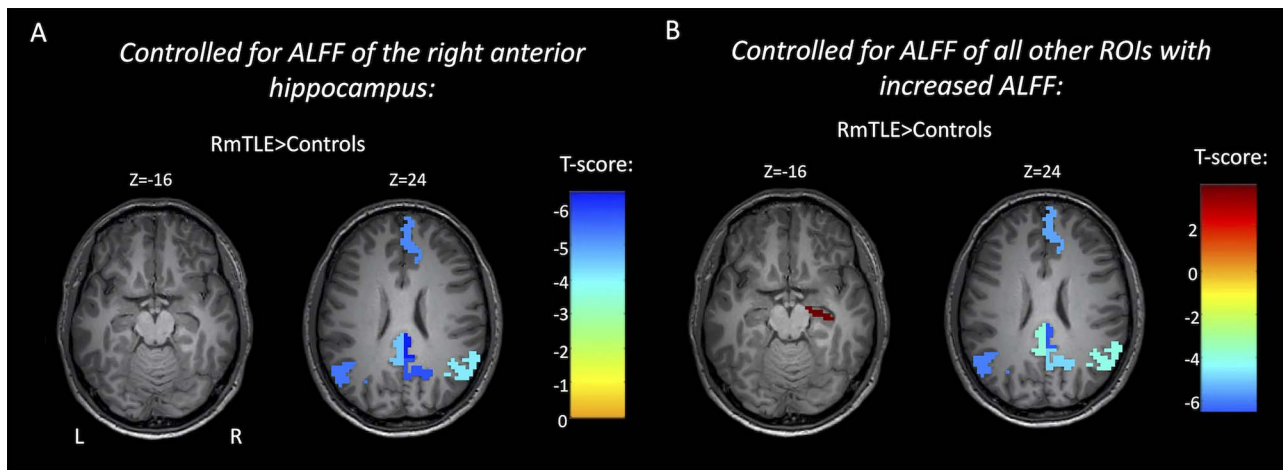 A
Controlled for ALFF of the right anterior
hippocampus:
RmTLE>Controls
Z=-16
Z=24
T-score:
-6
-5
-4
-3
-2
-1
0
L
R
B
Controlled for ALFF of all other ROIs with
increased ALFF:
RmTLE>Controls
Z=-16
Z=24
T-score:
2
0
-2
-4
-6